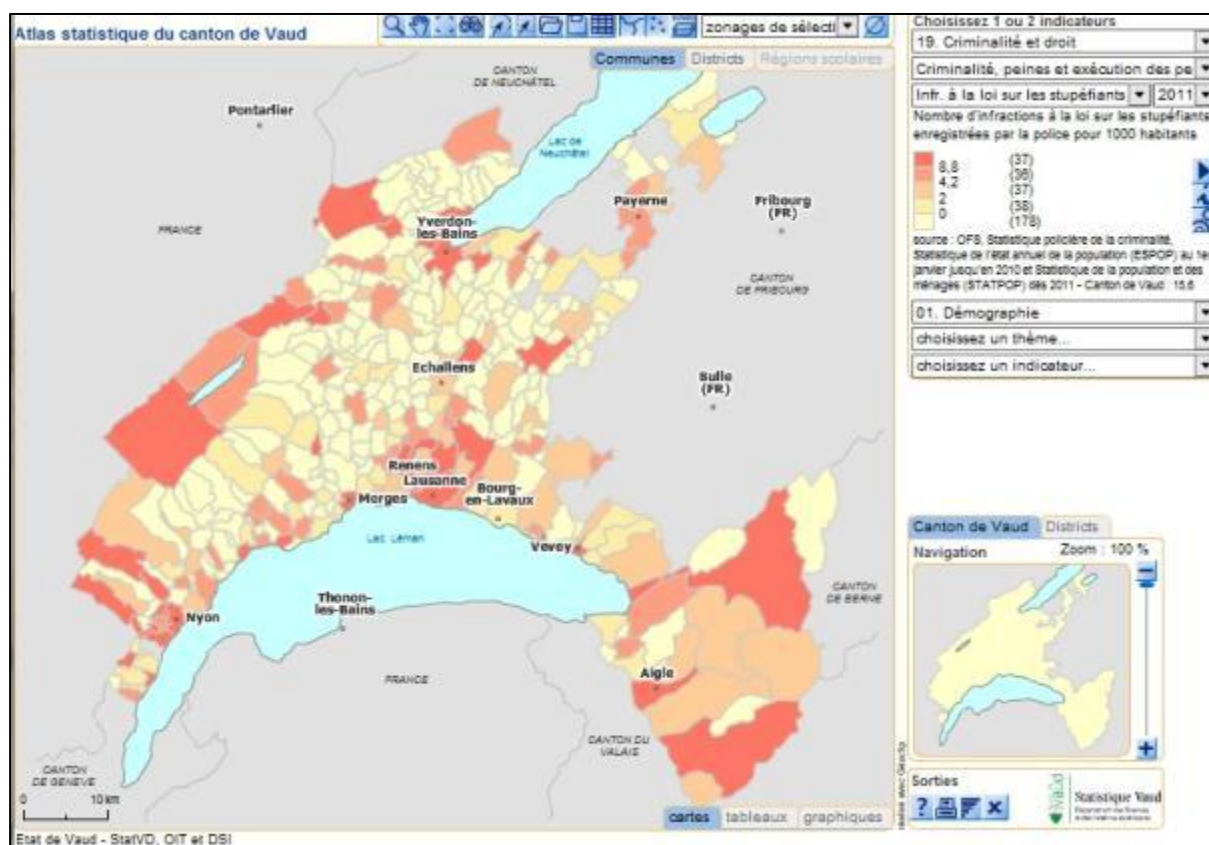 Atlas statistique du canton de Vaud
zonages de sélecti
Communes Districts Régions scolaires
CANTON
DE NEUCHÂTEL
Pontarlier
Lac de
Neuchâtel
FRANCE
Yverdon-
les-Bains
Payerne
Fribourg
(FR)
CANTON
DE FRIBOURG
Echallens
Bulle
(FR)
Renens
Lausanne
Morges
Bourg-
en-Lavaux
Lac Léman
Vevey
Nyon
Thonon-
les-Bains
CANTON
DE BERNE
Aigle
FRANCE
CANTON DU
VALAIS
CANTON
DE GENÈVE
0 10 km
cartes tableaux graphiques
Etat de Vaud - StatVD, OIT et DSI
Choisissez 1 ou 2 indicateurs
19. Criminalité et droit
Criminalité, peines et exécution des pe
Infr. à la loi sur les stupéfiants 2011
Nombre d'infractions à la loi sur les stupéfiants
enregistrées par la police pour 1000 habitants
(37)
8,8
(36)
4,2
(37)
2
(38)
0
(178)
source : OFS, Statistique policière de la criminalité,
Statistique de l'état annuel de la population (ESPOP) au 1er
janvier jusqu'en 2010 et Statistique de la population et des
ménages (STATPOP) dès 2011 - Canton de Vaud : 15,6
01. Démographie
choisissez un thème...
choisissez un indicateur...
Canton de Vaud Districts
Navigation Zoom : 100 %
Sorties
Statistique Vaud